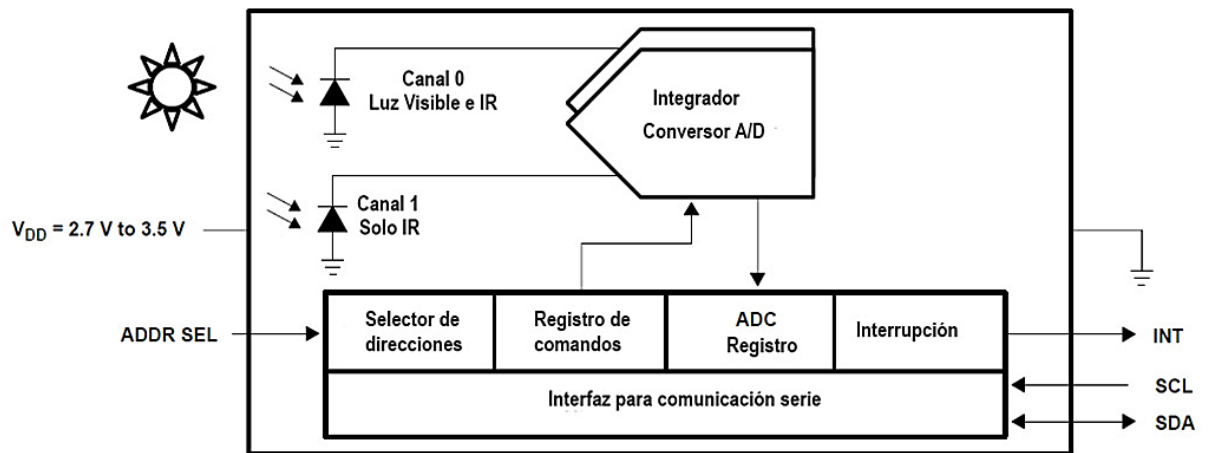 Canal 0
Luz Visible e IR
Integrador
Conversor A/D
Canal 1
Solo IR
VDD = 2.7 V to 3.5 V
ADDR SEL
Selector de
direcciones
Registro de
comandos
ADC
Registro
Interrupción
INT
Interfaz para comunicación serie
SCL
SDA